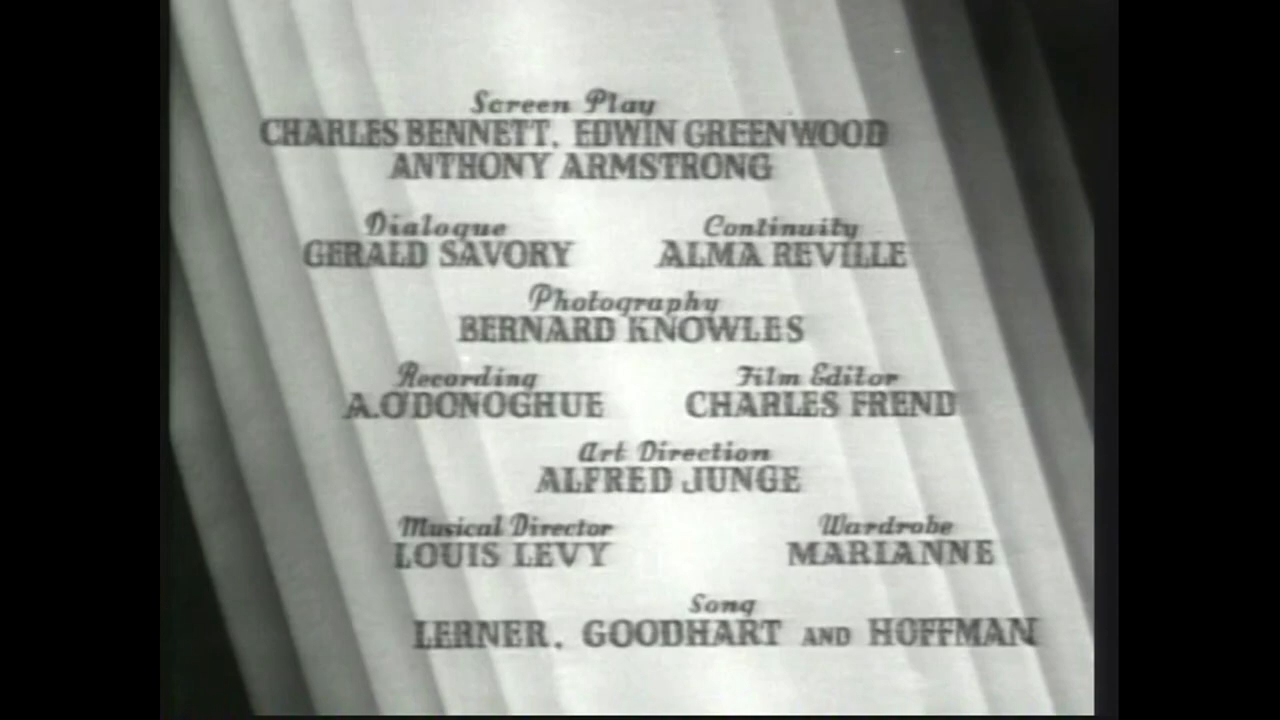 Screen Play
CHARLES BENNETT, EDWIN GREENWOOD
ANTHONY ARMSTRONG
Dialogue Continuity
GERALD SAVORY ALMA REVILLE
Photography
BERNARD KNOWLES
Recording Film Editor
A. O'DONOGHUE CHARLES FREND
Art Direction
ALFRED JUNGE
Musical Director Wardrobe
LOUIS LEVY MARIANNE
Song
LERNER, GOODHART AND HOFFMAN